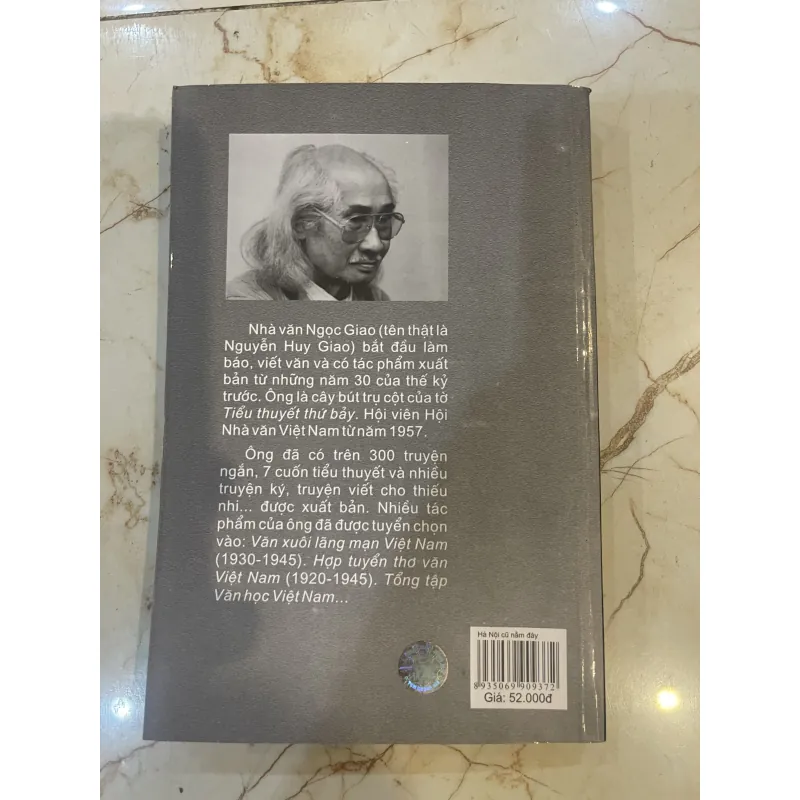 Nhà văn Ngọc Giao (tên thật là
Nguyễn Huy Giao) bắt đầu làm
báo, viết văn và có tác phẩm xuất
bản từ những năm 30 của thế kỷ
trước. Ông là cây bút trụ cột của tờ
Tiểu thuyết thứ bảy. Hội viên Hội
Nhà văn Việt Nam từ năm 1957.
Ông đã có trên 300 truyện
ngắn, 7 cuốn tiểu thuyết và nhiều
truyện ký, truyện viết cho thiếu
nhi... được xuất bản. Nhiều tác
phẩm của ông đã được tuyển chọn
vào: Văn xuôi lãng mạn Việt Nam
(1930-1945). Hợp tuyển thơ văn
Việt Nam (1920-1945). Tổng tập
Văn học Việt Nam...
Hà Nội cũ nằm đây
8935069909372
Giá: 52.000đ